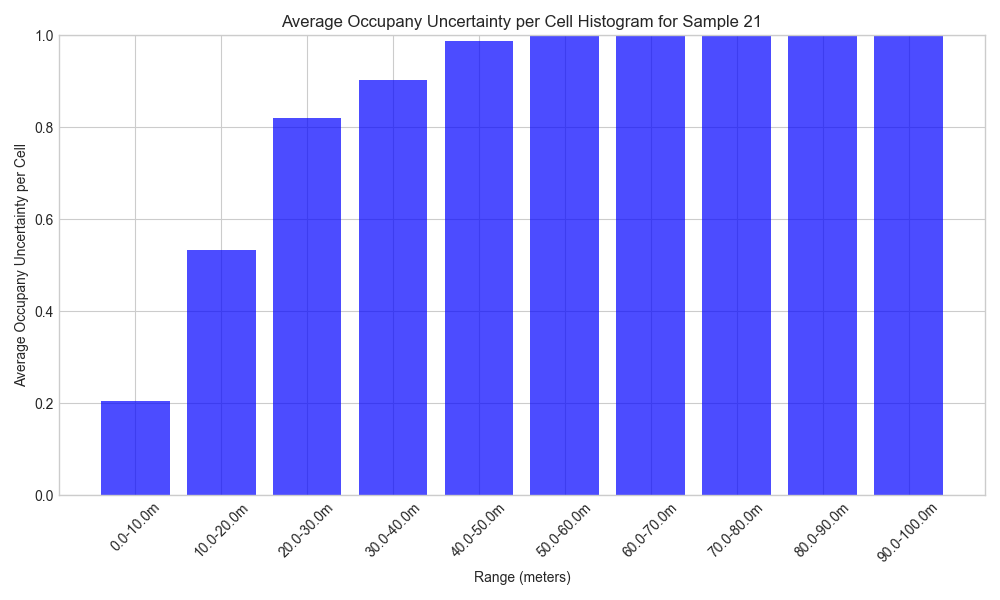 Average Occupany Uncertainty per Cell Histogram for Sample 21
Average Occupany Uncertainty per Cell
1.0
0.8
0.6
0.4
0.2
0.0
0.0-10.0m
10.0-20.0m
20.0-30.0m
30.0-40.0m
40.0-50.0m
50.0-60.0m
60.0-70.0m
70.0-80.0m
80.0-90.0m
90.0-100.0m
Range (meters)